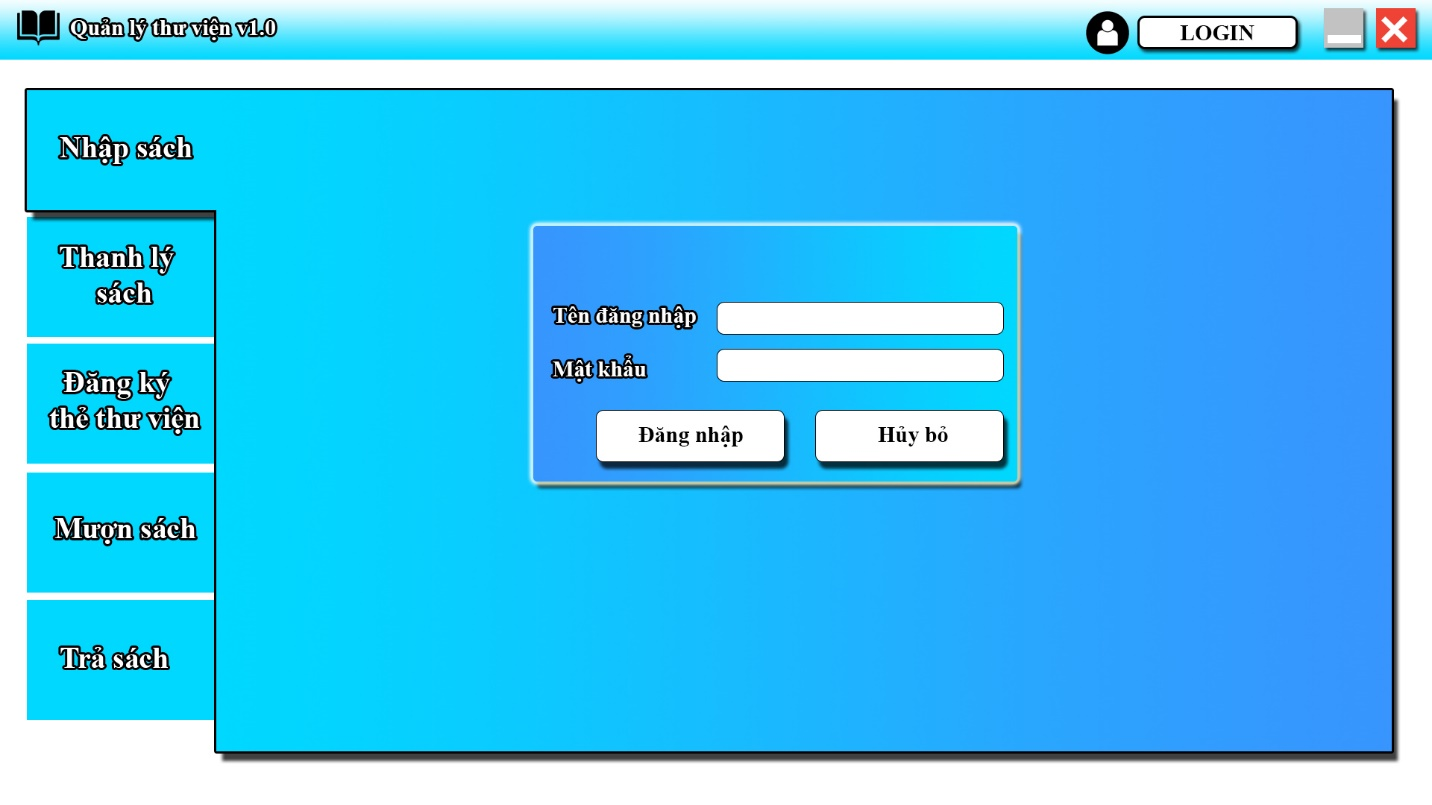 Quản lý thư viện v1.0
LOGIN
Nhập sách
Thanh lý
sách
Đăng ký
thẻ thư viện
Mượn sách
Trả sách
Tên đăng nhập
Mật khẩu
Đăng nhập
Hủy bỏ